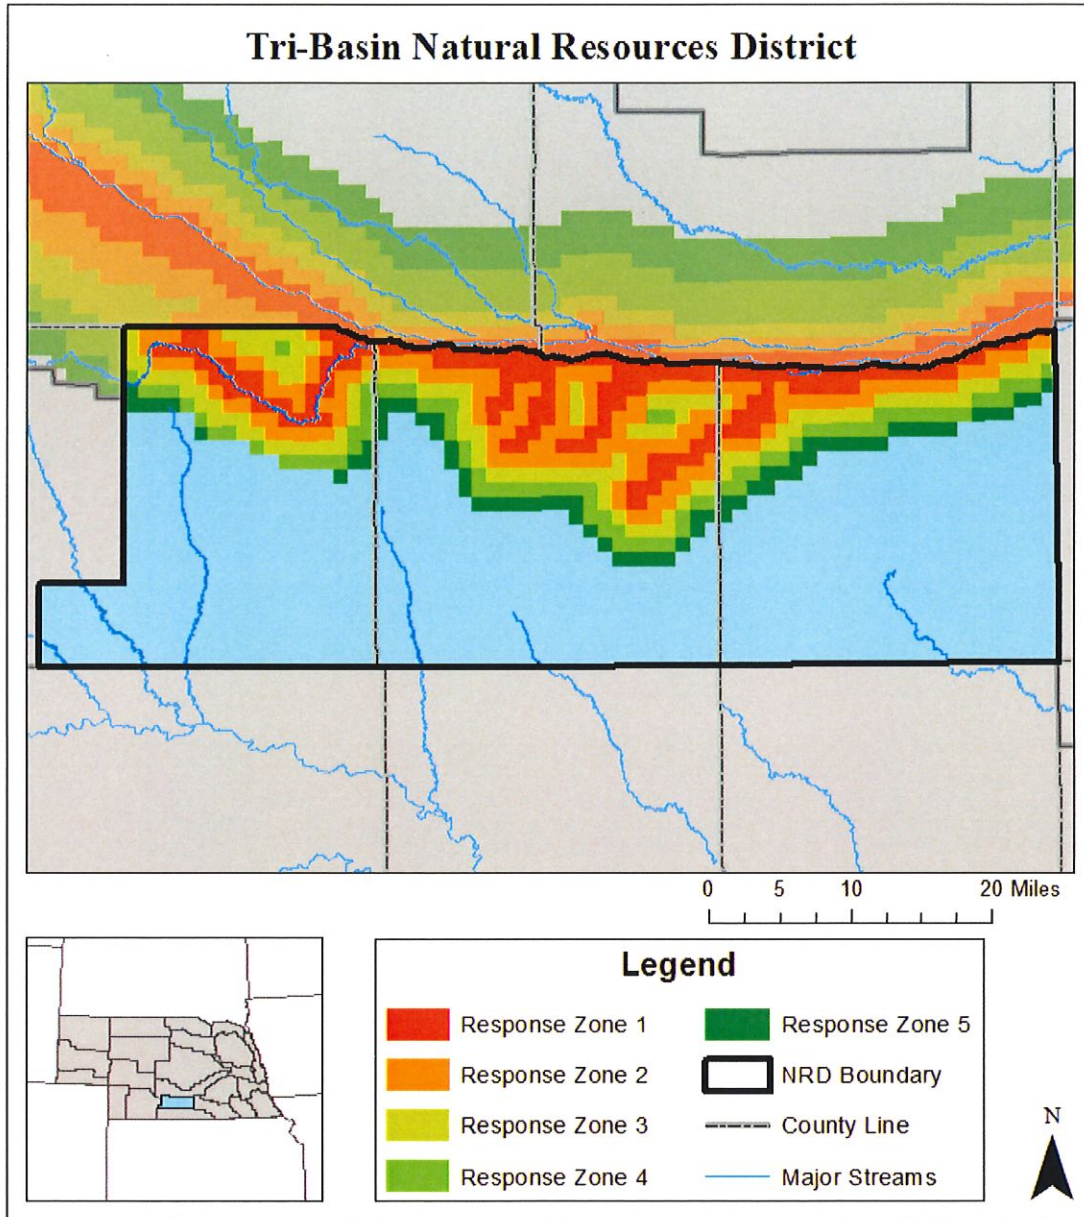 Tri-Basin Natural Resources District
0 5 10 20 Miles
Legend
Response Zone 1
Response Zone 2
Response Zone 3
Response Zone 4
Response Zone 5
NRD Boundary
County Line
Major Streams
N